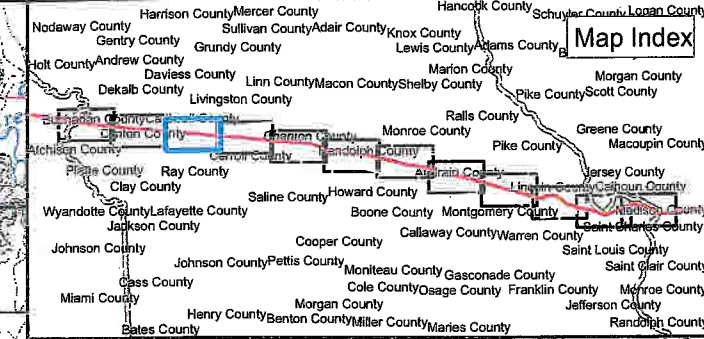 Hancock County
Schuyler County
Logan County
Harrison County
Mercer County
Nodaway County
Sullivan County
Adair County
Knox County
Map Index
Gentry County
Grundy County
Lewis County
Adams County
Holt County
Andrew County
Marion County
Daviess County
Morgan County
Dekalb County
Linn County
Macon County
Shelby County
Pike County
Scott County
Livingston County
Buchanan County
Ralls County
Clinton County
Chariton County
Monroe County
Greene County
Atchison County
Carroll County
Randolph County
Pike County
Macoupin County
Platte County
Ray County
Audrain County
Jersey County
Clay County
Lincoln County
Calhoun County
Saline County
Howard County
Wyandotte County
Lafayette County
Boone County
Montgomery County
Madison County
Jackson County
Callaway County
Warren County
Saint Charles County
Johnson County
Cooper County
Saint Louis County
Johnson County
Pettis County
Moniteau County
Gasconade County
Saint Clair County
Cass County
Cole County
Osage County
Franklin County
Monroe County
Miami County
Morgan County
Jefferson County
Henry County
Benton County
Miller County
Maries County
Randolph County
Bates County